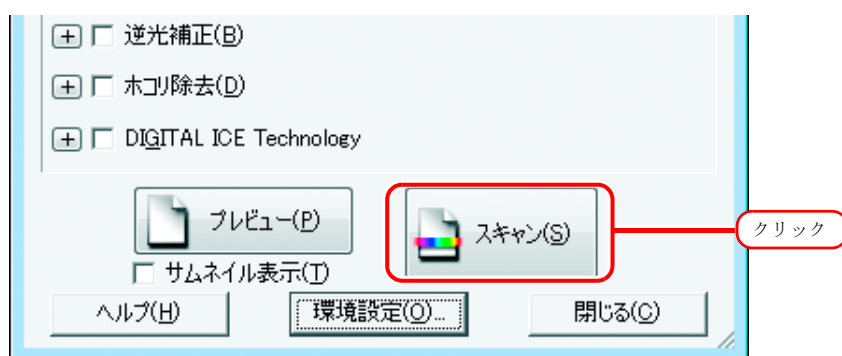 逆光補正(B)
ホコリ除去(D)
DIGITAL ICE Technology
プレビュー(P)
スキャン(S)
クリック
サムネイル表示(T)
ヘルプ(H)
環境設定(O)...
閉じる(C)